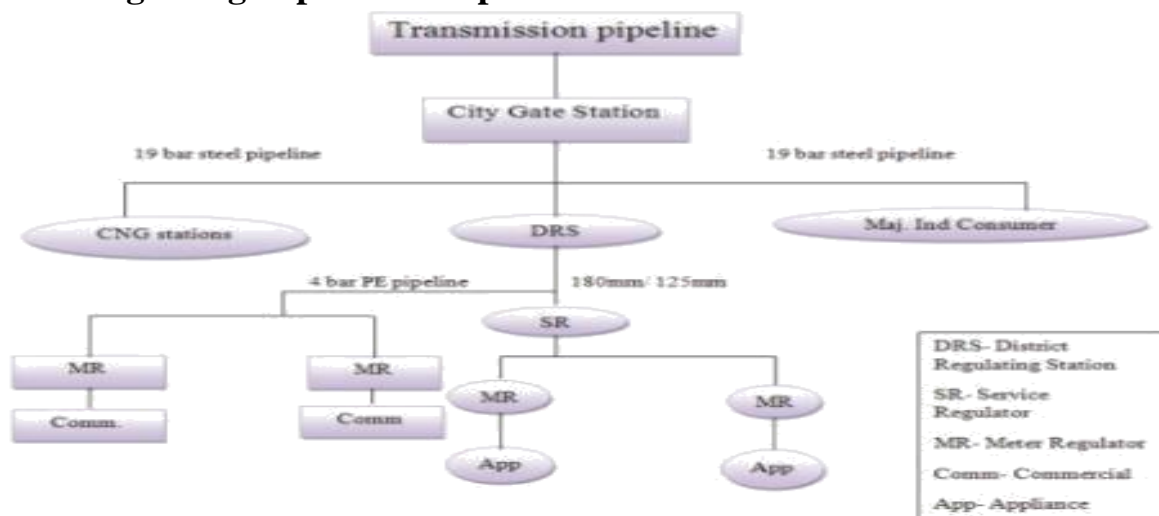 Transmission pipeline
City Gate Station
19 bar steel pipeline
19 bar steel pipeline
CNG stations
DRS
Maj. Ind Consumer
4 bar PE pipeline
180mm/ 125mm
SR
MR
MR
MR
MR
Comm.
Comm
App
App
DRS- District
Regulating Station
SR- Service
Regulator
MR- Meter Regulator
Comm- Commercial
App- Appliance